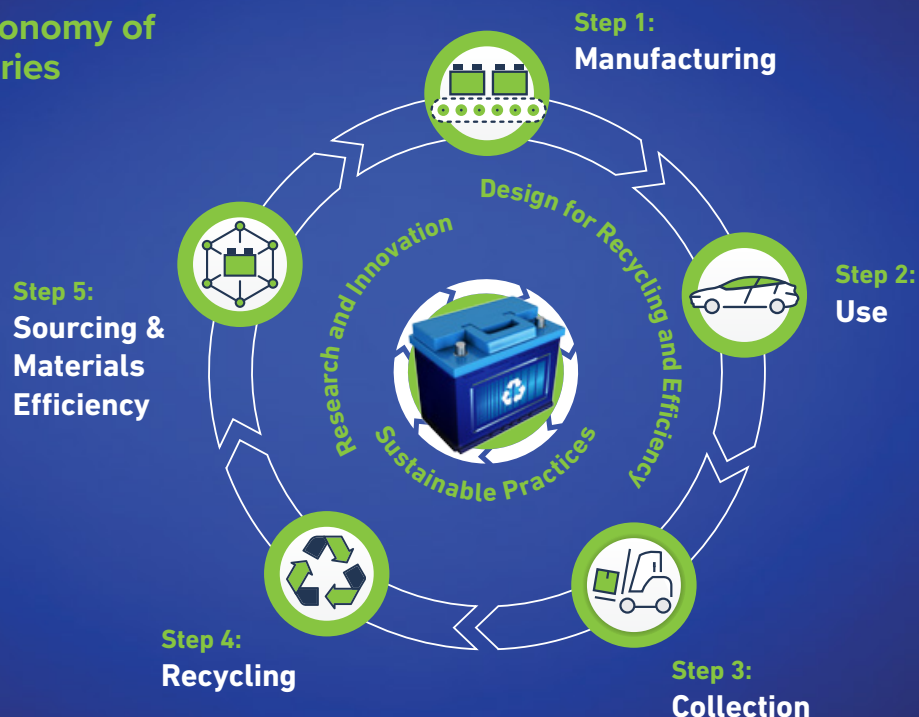 onomy of
ries
Step 1:
Manufacturing
Design for Recycling and Efficiency
Research and Innovation
Sustainable Practices
Step 2:
Use
Step 5:
Sourcing &
Materials
Efficiency
Step 4:
Recycling
Step 3:
Collection